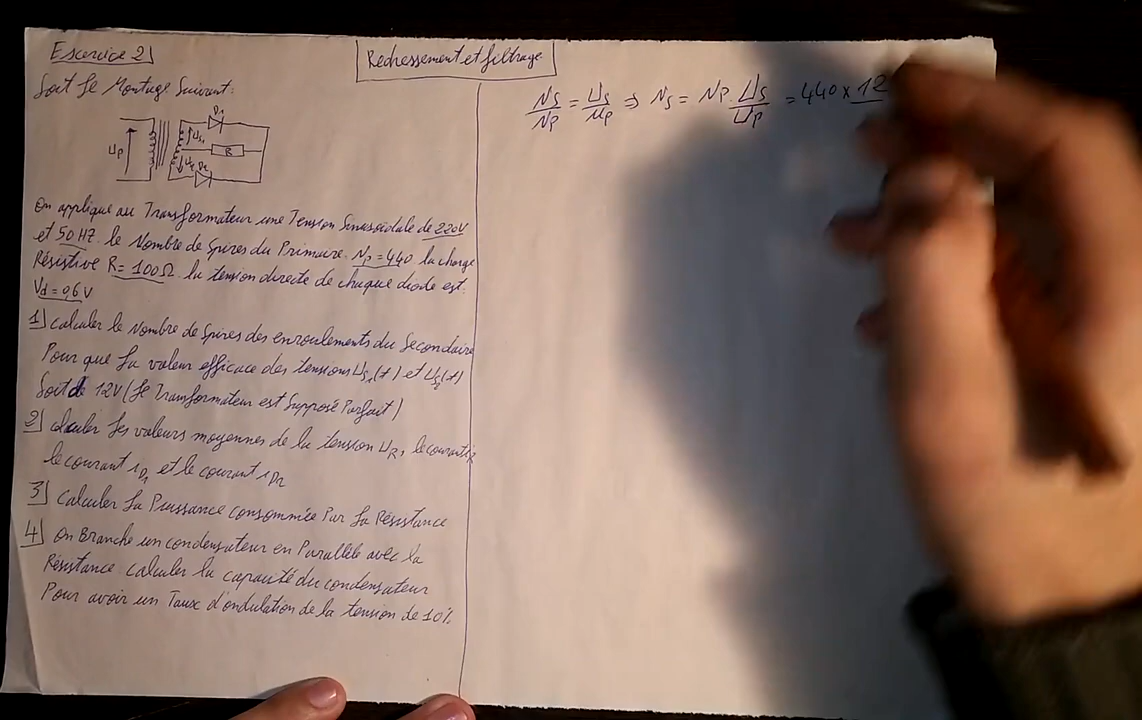 Exercice 2]
Redressement et filtrage.
Soit le Montage Suivant:
D1
Up
Us1
R
D2
On applique au Transformateur une Tension Sinusoïdale de 220V
et 50 HZ. le Nombre de Spires du Primaire. Np=440 la charge
Résistive R=100Ω. la tension directe de chaque diode est.
Vd=0,6V
1] Calculer le Nombre de Spires des enroulements du Secondaire
Pour que la valeur efficace des tensions Us1(t) et Us2(t)
Soit de 12V (le Transformateur est Supposé Parfait)
2] Calculer les valeurs moyennes de la tension UR, le courant iR
le courant iD1 et le courant iD2
3] Calculer la Puissance consommée Par la Résistance
4] On Branche un condensateur en Parallèle avec la
Résistance calculer la capacité du condensateur
Pour avoir un Taux d'ondulation de la tension de 10%
Ns/Np = Us/Up ⇒ Ns = Np · Us/Up = 440 × 12